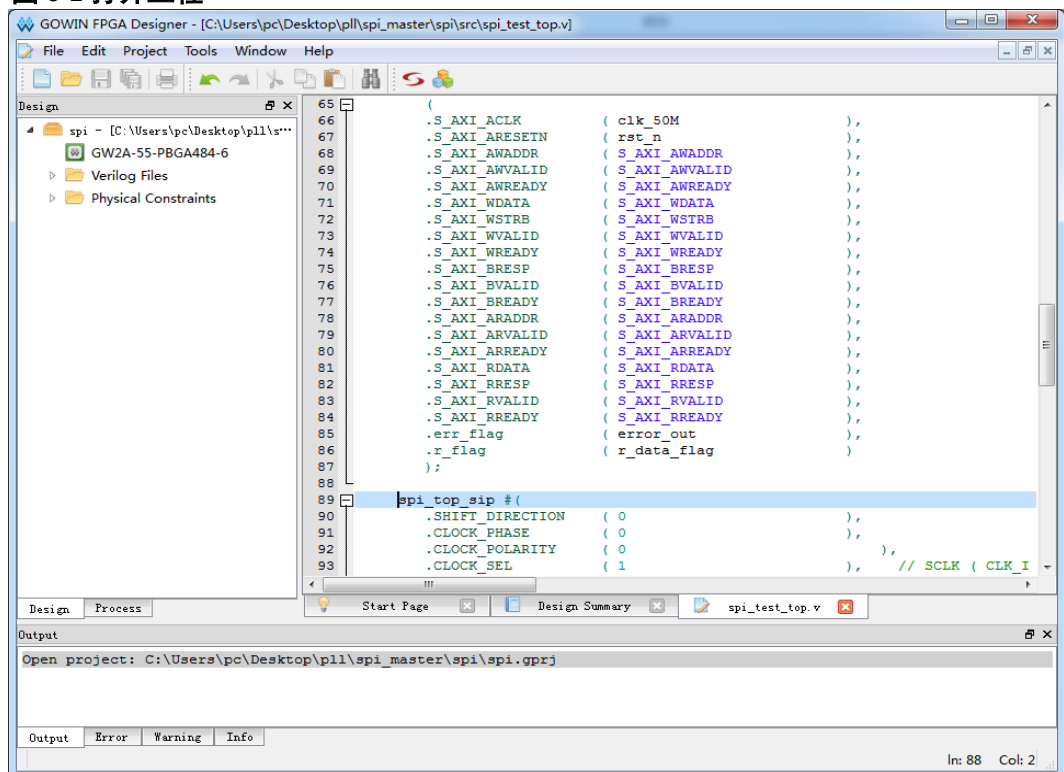 GOWIN FPGA Designer - [C:\Users\pc\Desktop\pll\spi_master\spi\src\spi_test_top.v]
File Edit Project Tools Window Help
Design
spi - [C:\Users\pc\Desktop\pll\s...
GW2A-55-PBGA484-6
Verilog Files
Physical Constraints
Design Process
65 (
66 .S_AXI_ACLK ( clk_50M ),
67 .S_AXI_ARESETN ( rst_n ),
68 .S_AXI_AWADDR ( S_AXI_AWADDR ),
69 .S_AXI_AWVALID ( S_AXI_AWVALID ),
70 .S_AXI_AWREADY ( S_AXI_AWREADY ),
71 .S_AXI_WDATA ( S_AXI_WDATA ),
72 .S_AXI_WSTRB ( S_AXI_WSTRB ),
73 .S_AXI_WVALID ( S_AXI_WVALID ),
74 .S_AXI_WREADY ( S_AXI_WREADY ),
75 .S_AXI_BRESP ( S_AXI_BRESP ),
76 .S_AXI_BVALID ( S_AXI_BVALID ),
77 .S_AXI_BREADY ( S_AXI_BREADY ),
78 .S_AXI_ARADDR ( S_AXI_ARADDR ),
79 .S_AXI_ARVALID ( S_AXI_ARVALID ),
80 .S_AXI_ARREADY ( S_AXI_ARREADY ),
81 .S_AXI_RDATA ( S_AXI_RDATA ),
82 .S_AXI_RRESP ( S_AXI_RRESP ),
83 .S_AXI_RVALID ( S_AXI_RVALID ),
84 .S_AXI_RREADY ( S_AXI_RREADY ),
85 .err_flag ( error_out ),
86 .r_flag ( r_data_flag )
87 );
88
89 spi_top_sip #(
90 .SHIFT_DIRECTION ( 0 ),
91 .CLOCK_PHASE ( 0 ),
92 .CLOCK_POLARITY ( 0 ),
93 .CLOCK_SEL ( 1 ), // SCLK ( CLK_I
Start Page Design Summary spi_test_top.v
Output
Open project: C:\Users\pc\Desktop\pll\spi_master\spi\spi.gprj
Output Error Warning Info
ln: 88 Col: 2